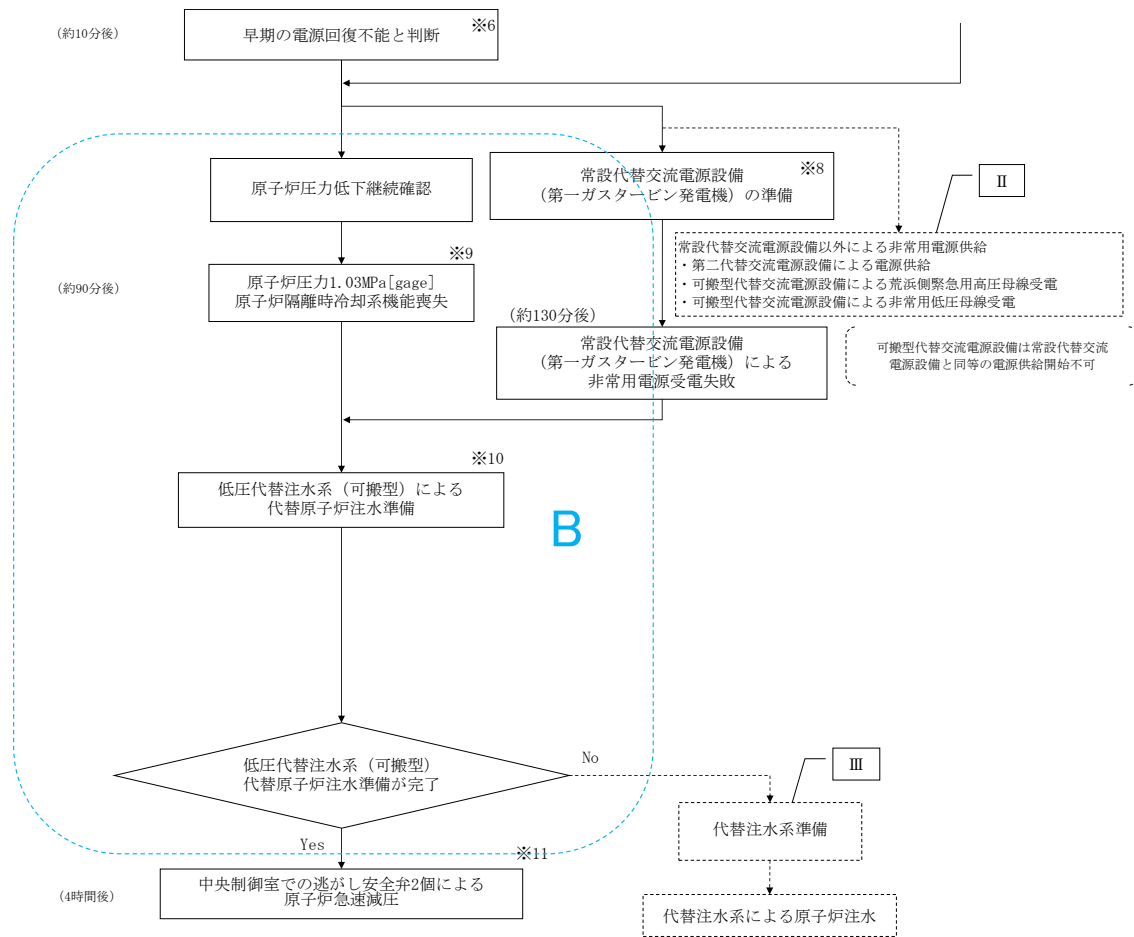 (約10分後)
早期の電源回復不能と判断
※6
原子炉圧力低下継続確認
常設代替交流電源設備
(第一ガスタービン発電機)の準備
※8
Ⅱ
常設代替交流電源設備以外による非常用電源供給
・第二代替交流電源設備による電源供給
・可搬型代替交流電源設備による荒浜側緊急用高圧母線受電
・可搬型代替交流電源設備による非常用低圧母線受電
※9
(約90分後)
原子炉圧力1.03MPa[gage]
原子炉隔離時冷却系機能喪失
(約130分後)
常設代替交流電源設備
(第一ガスタービン発電機)による
非常用電源受電失敗
可搬型代替交流電源設備は常設代替交流
電源設備と同等の電源供給開始不可
※10
低圧代替注水系(可搬型)による
代替原子炉注水準備
B
低圧代替注水系(可搬型)
代替原子炉注水準備が完了
No
Ⅲ
代替注水系準備
Yes
※11
(4時間後)
中央制御室での逃がし安全弁2個による
原子炉急速減圧
代替注水系による原子炉注水